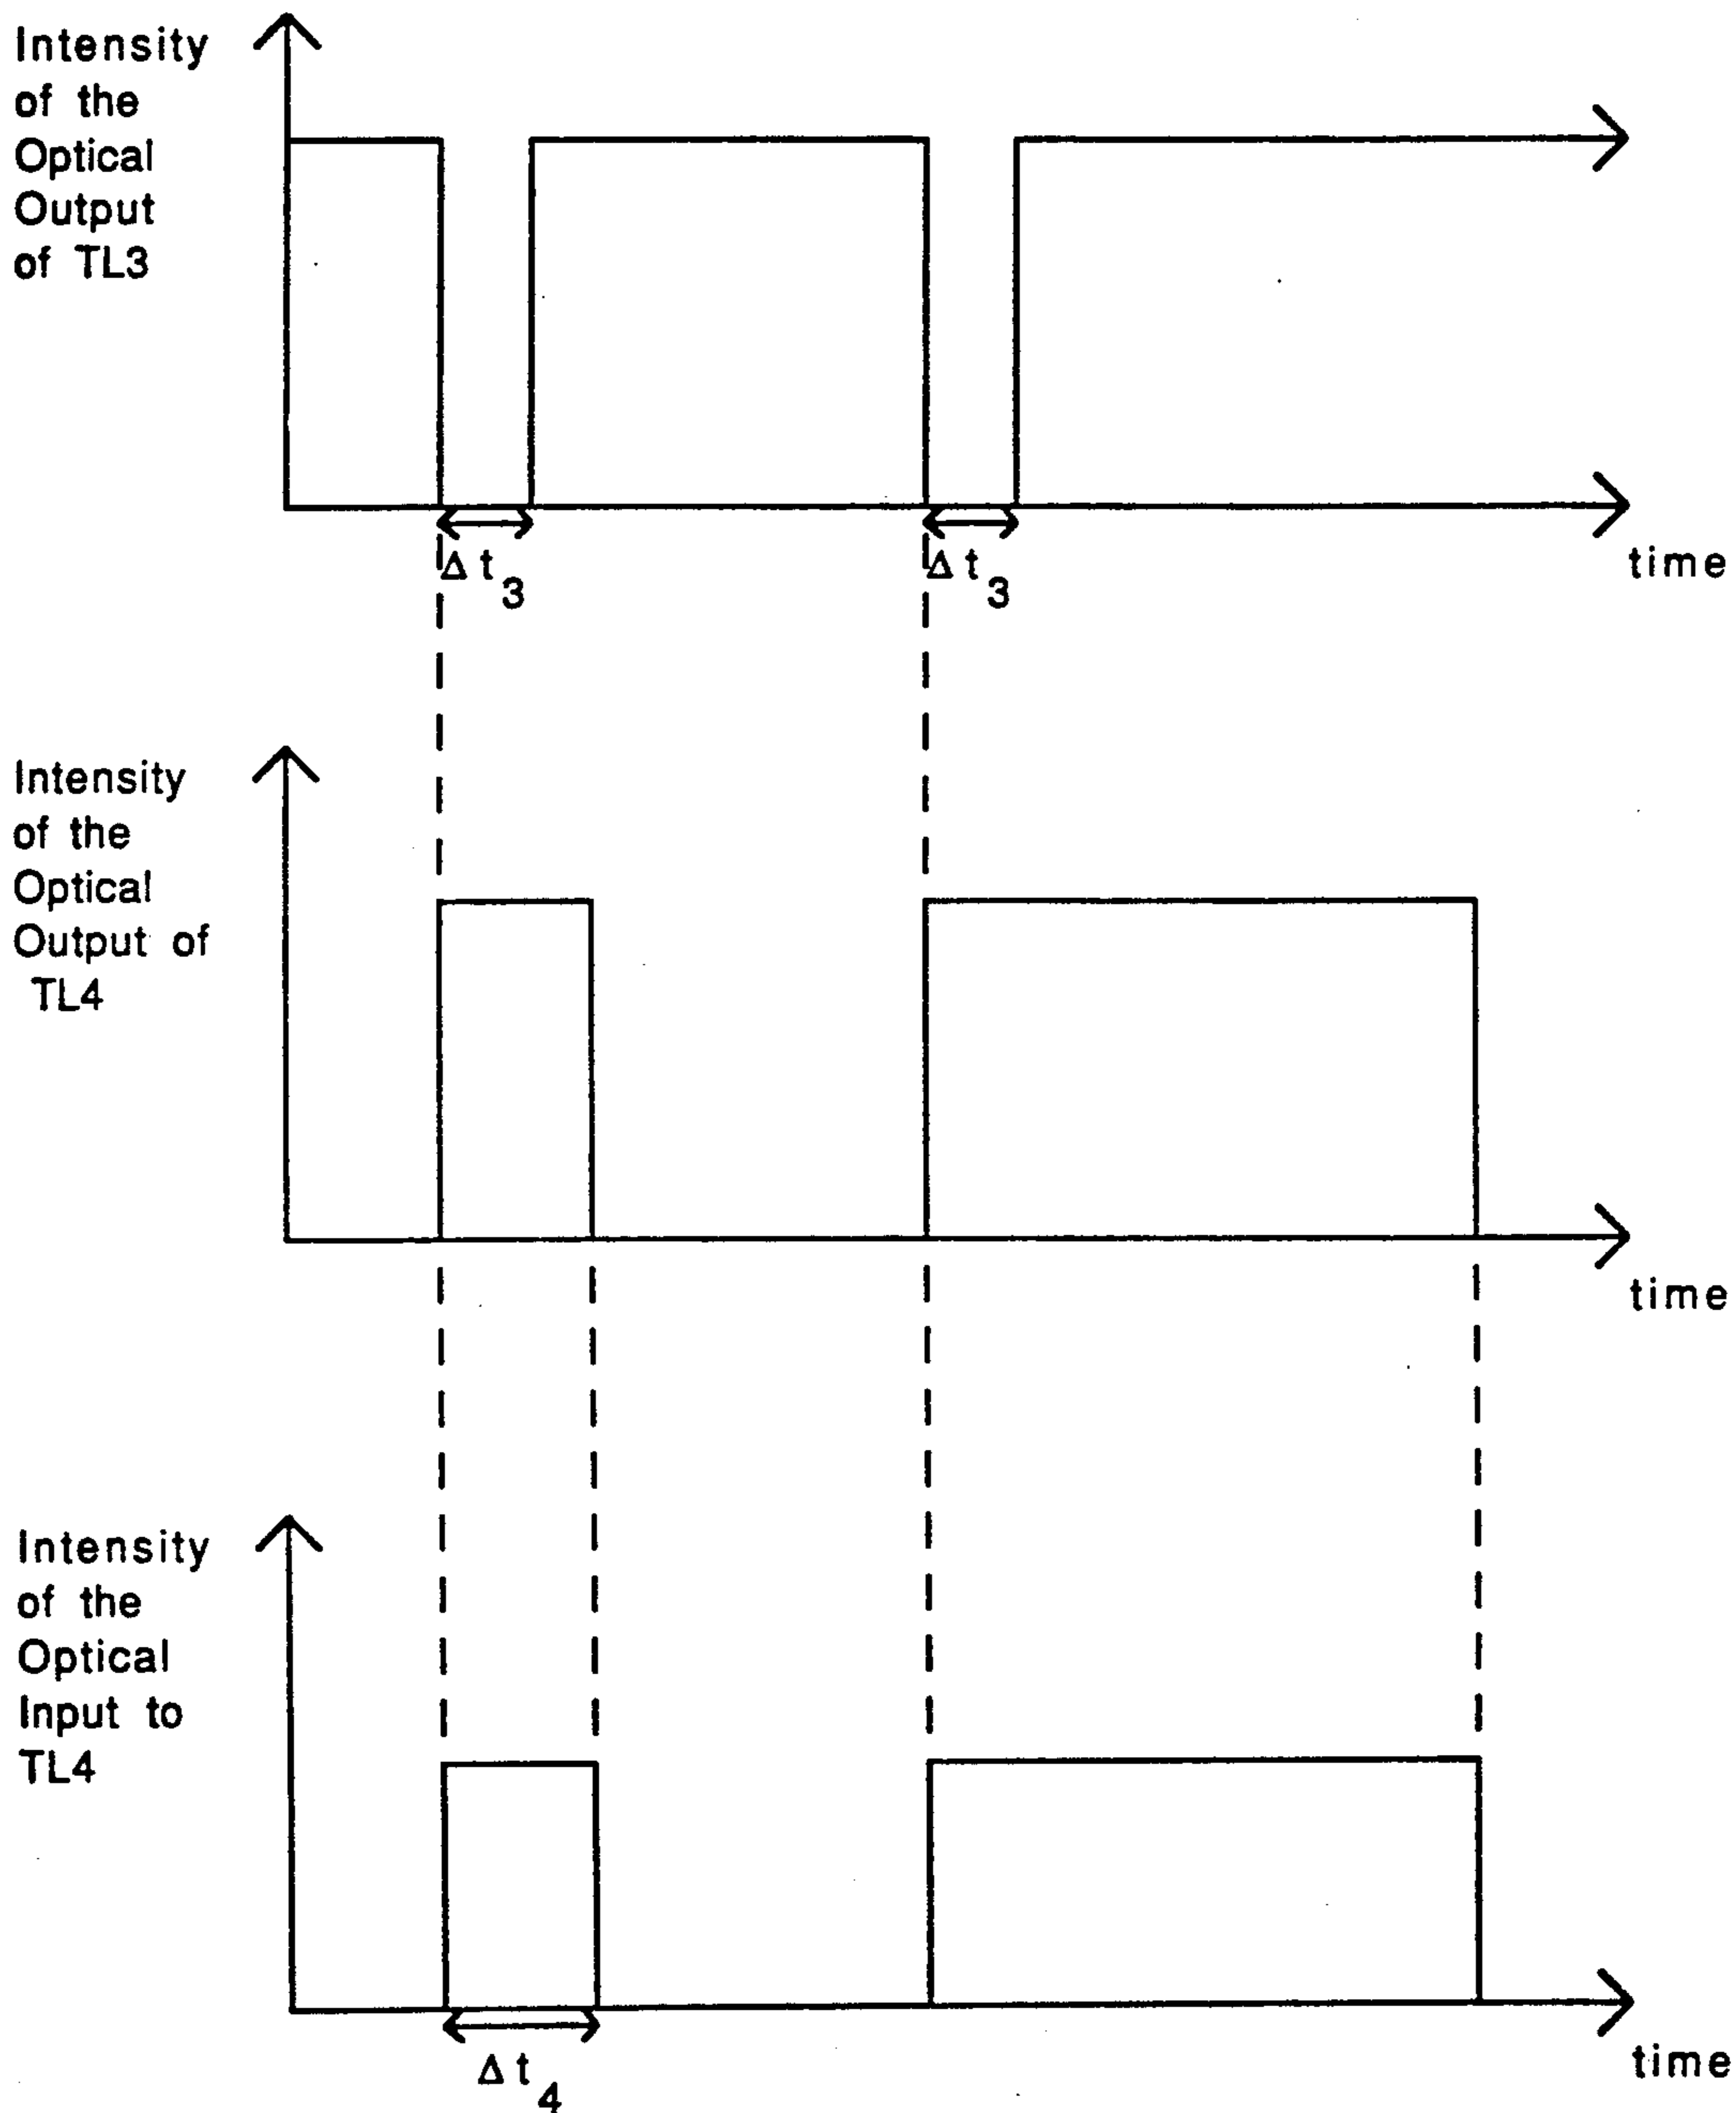 Intensity
of the
Optical
Output
of TL3
Δt3
Δt3
time
Intensity
of the
Optical
Output of
TL4
time
Intensity
of the
Optical
Input to
TL4
Δt4
time